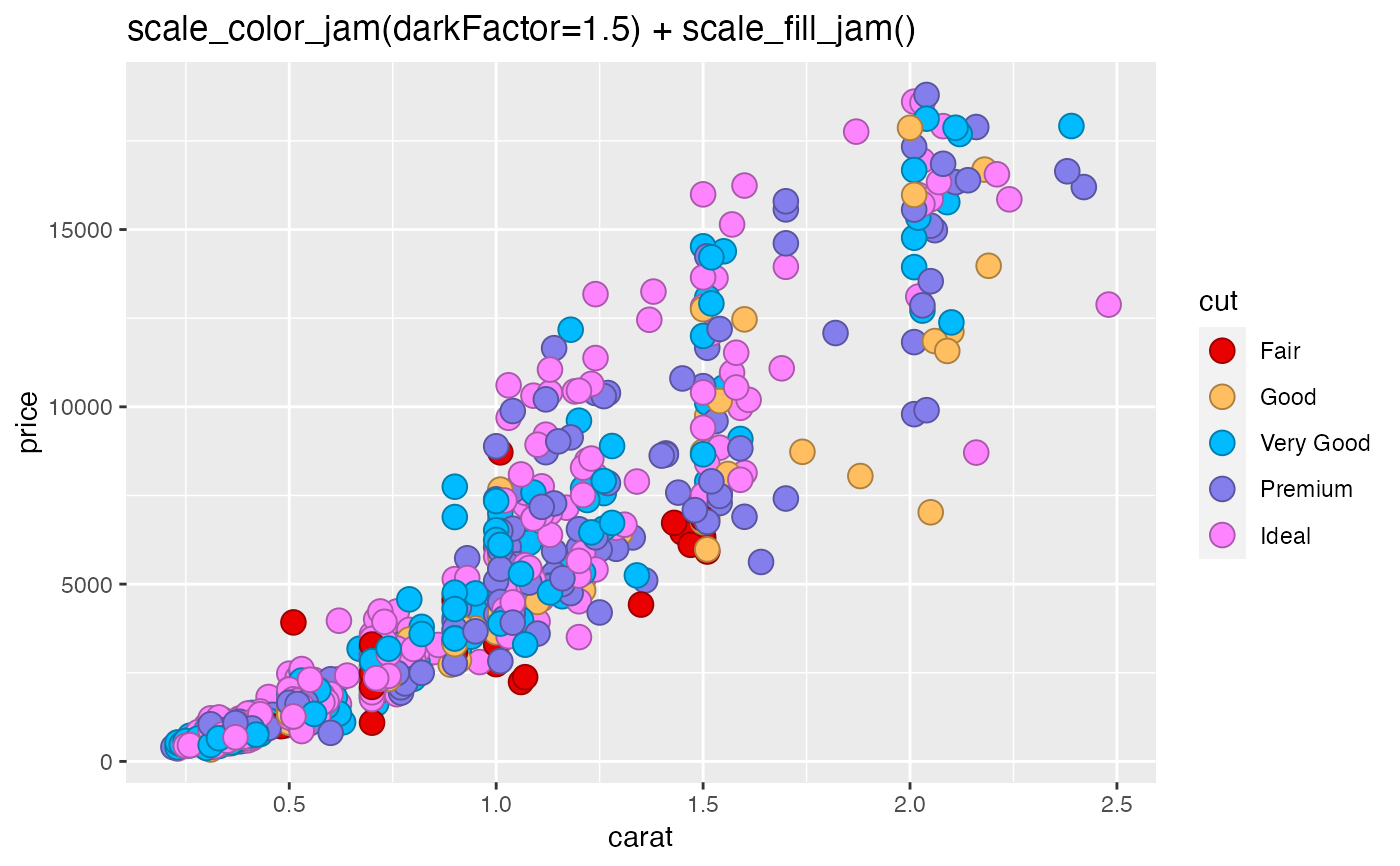 scale_color_jam(darkFactor=1.5) + scale_fill_jam()
price
15000
10000
5000
0
0.5 1.0 1.5 2.0 2.5
carat
cut
Fair
Good
Very Good
Premium
Ideal